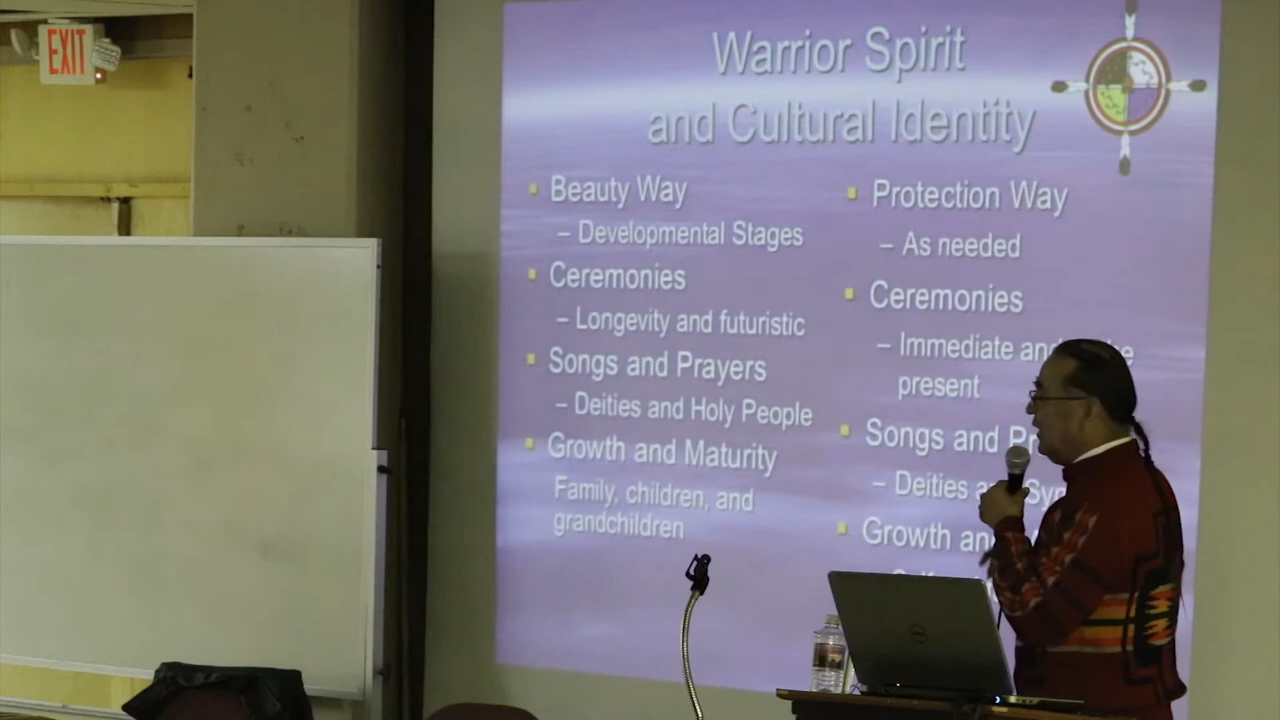 EXIT
Warrior Spirit
and Cultural Identity
Beauty Way
– Developmental Stages
Ceremonies
– Longevity and futuristic
Songs and Prayers
– Deities and Holy People
Growth and Maturity
Family, children, and
grandchildren
Protection Way
– As needed
Ceremonies
– Immediate and
present
Songs and
– Deities
Growth
DELL